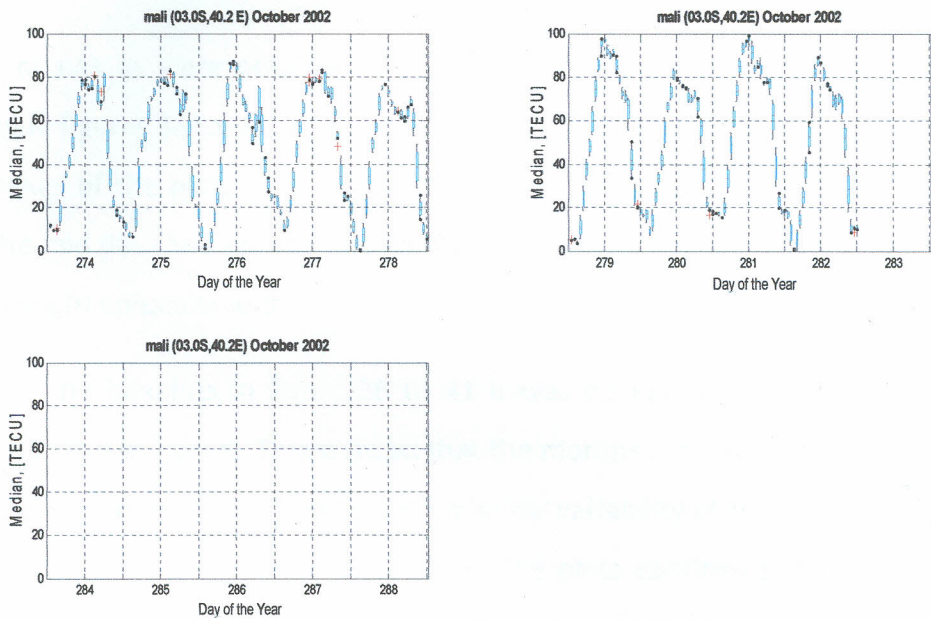 mali (03.0S,40.2 E) October 2002
Median, [TECU]
100
80
60
40
20
0
274 275 276 277 278
Day of the Year
mali (03.0S,40.2E) October 2002
Median, [TECU]
100
80
60
40
20
0
279 280 281 282 283
Day of the Year
mali (03.0S,40.2E) October 2002
Median, [TECU]
100
80
60
40
20
0
284 285 286 287 288
Day of the Year